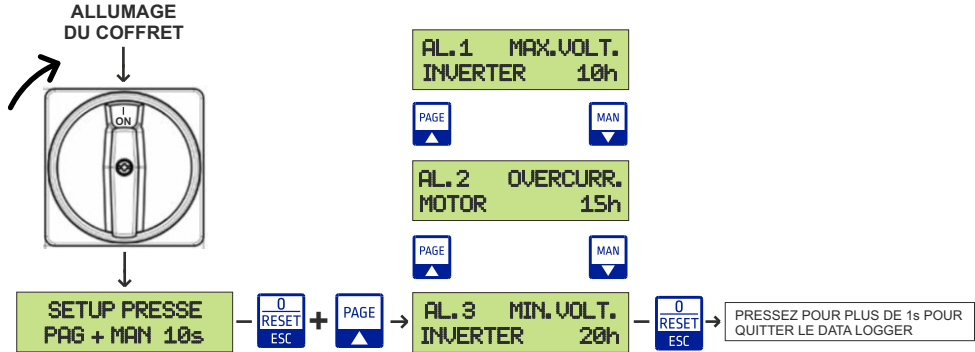 ALLUMAGE
DU COFFRET
I
ON
SETUP PRESSE
PAG + MAN 10s
0
RESET
ESC
+
PAGE
AL.1 MAX.VOLT.
INVERTER 10h
PAGE
MAN
AL.2 OVERCURR.
MOTOR 15h
PAGE
MAN
AL.3 MIN.VOLT.
INVERTER 20h
0
RESET
ESC
PRESSEZ POUR PLUS DE 1s POUR
QUITTER LE DATA LOGGER